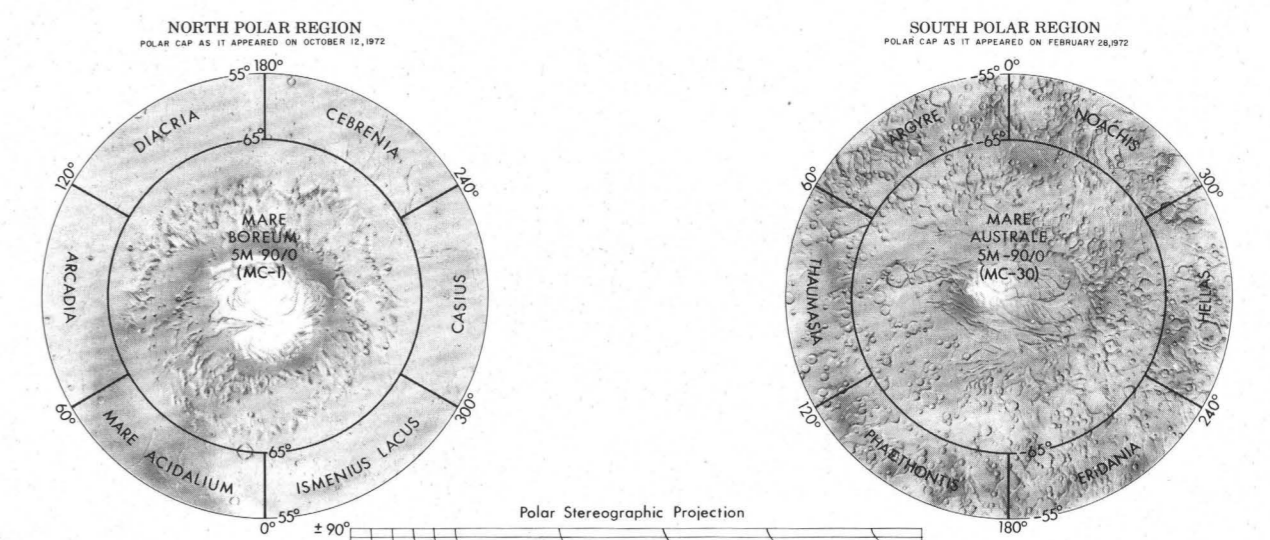 NORTH POLAR REGION
POLAR CAP AS IT APPEARED ON OCTOBER 12, 1972
180°
55°
65°
DIACRIA
CEBRENIA
120°
240°
MARE
BOREUM
5M 90/0
(MC-1)
ARCADIA
CASIUS
60°
300°
MARE ACIDALIUM
ISMENIUS LACUS
65°
0°
55°
SOUTH POLAR REGION
POLAR CAP AS IT APPEARED ON FEBRUARY 28, 1972
-55°
0°
-65°
ARGYRE
NOACHIS
60°
300°
MARE
AUSTRALE
5M -90/0
(MC-30)
THAUMASIA
HELLAS
120°
240°
PHAETHONTIS
ERIDANIA
-65°
-55°
180°
Polar Stereographic Projection
±90°